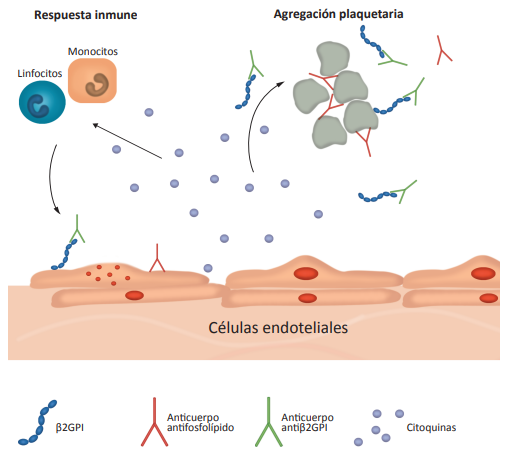 Respuesta inmune
Agregación plaquetaria
Monocitos
Linfocitos
Células endoteliales
β2GPI
Anticuerpo
antifosfolípido
Anticuerpo
antiβ2GPI
Citoquinas